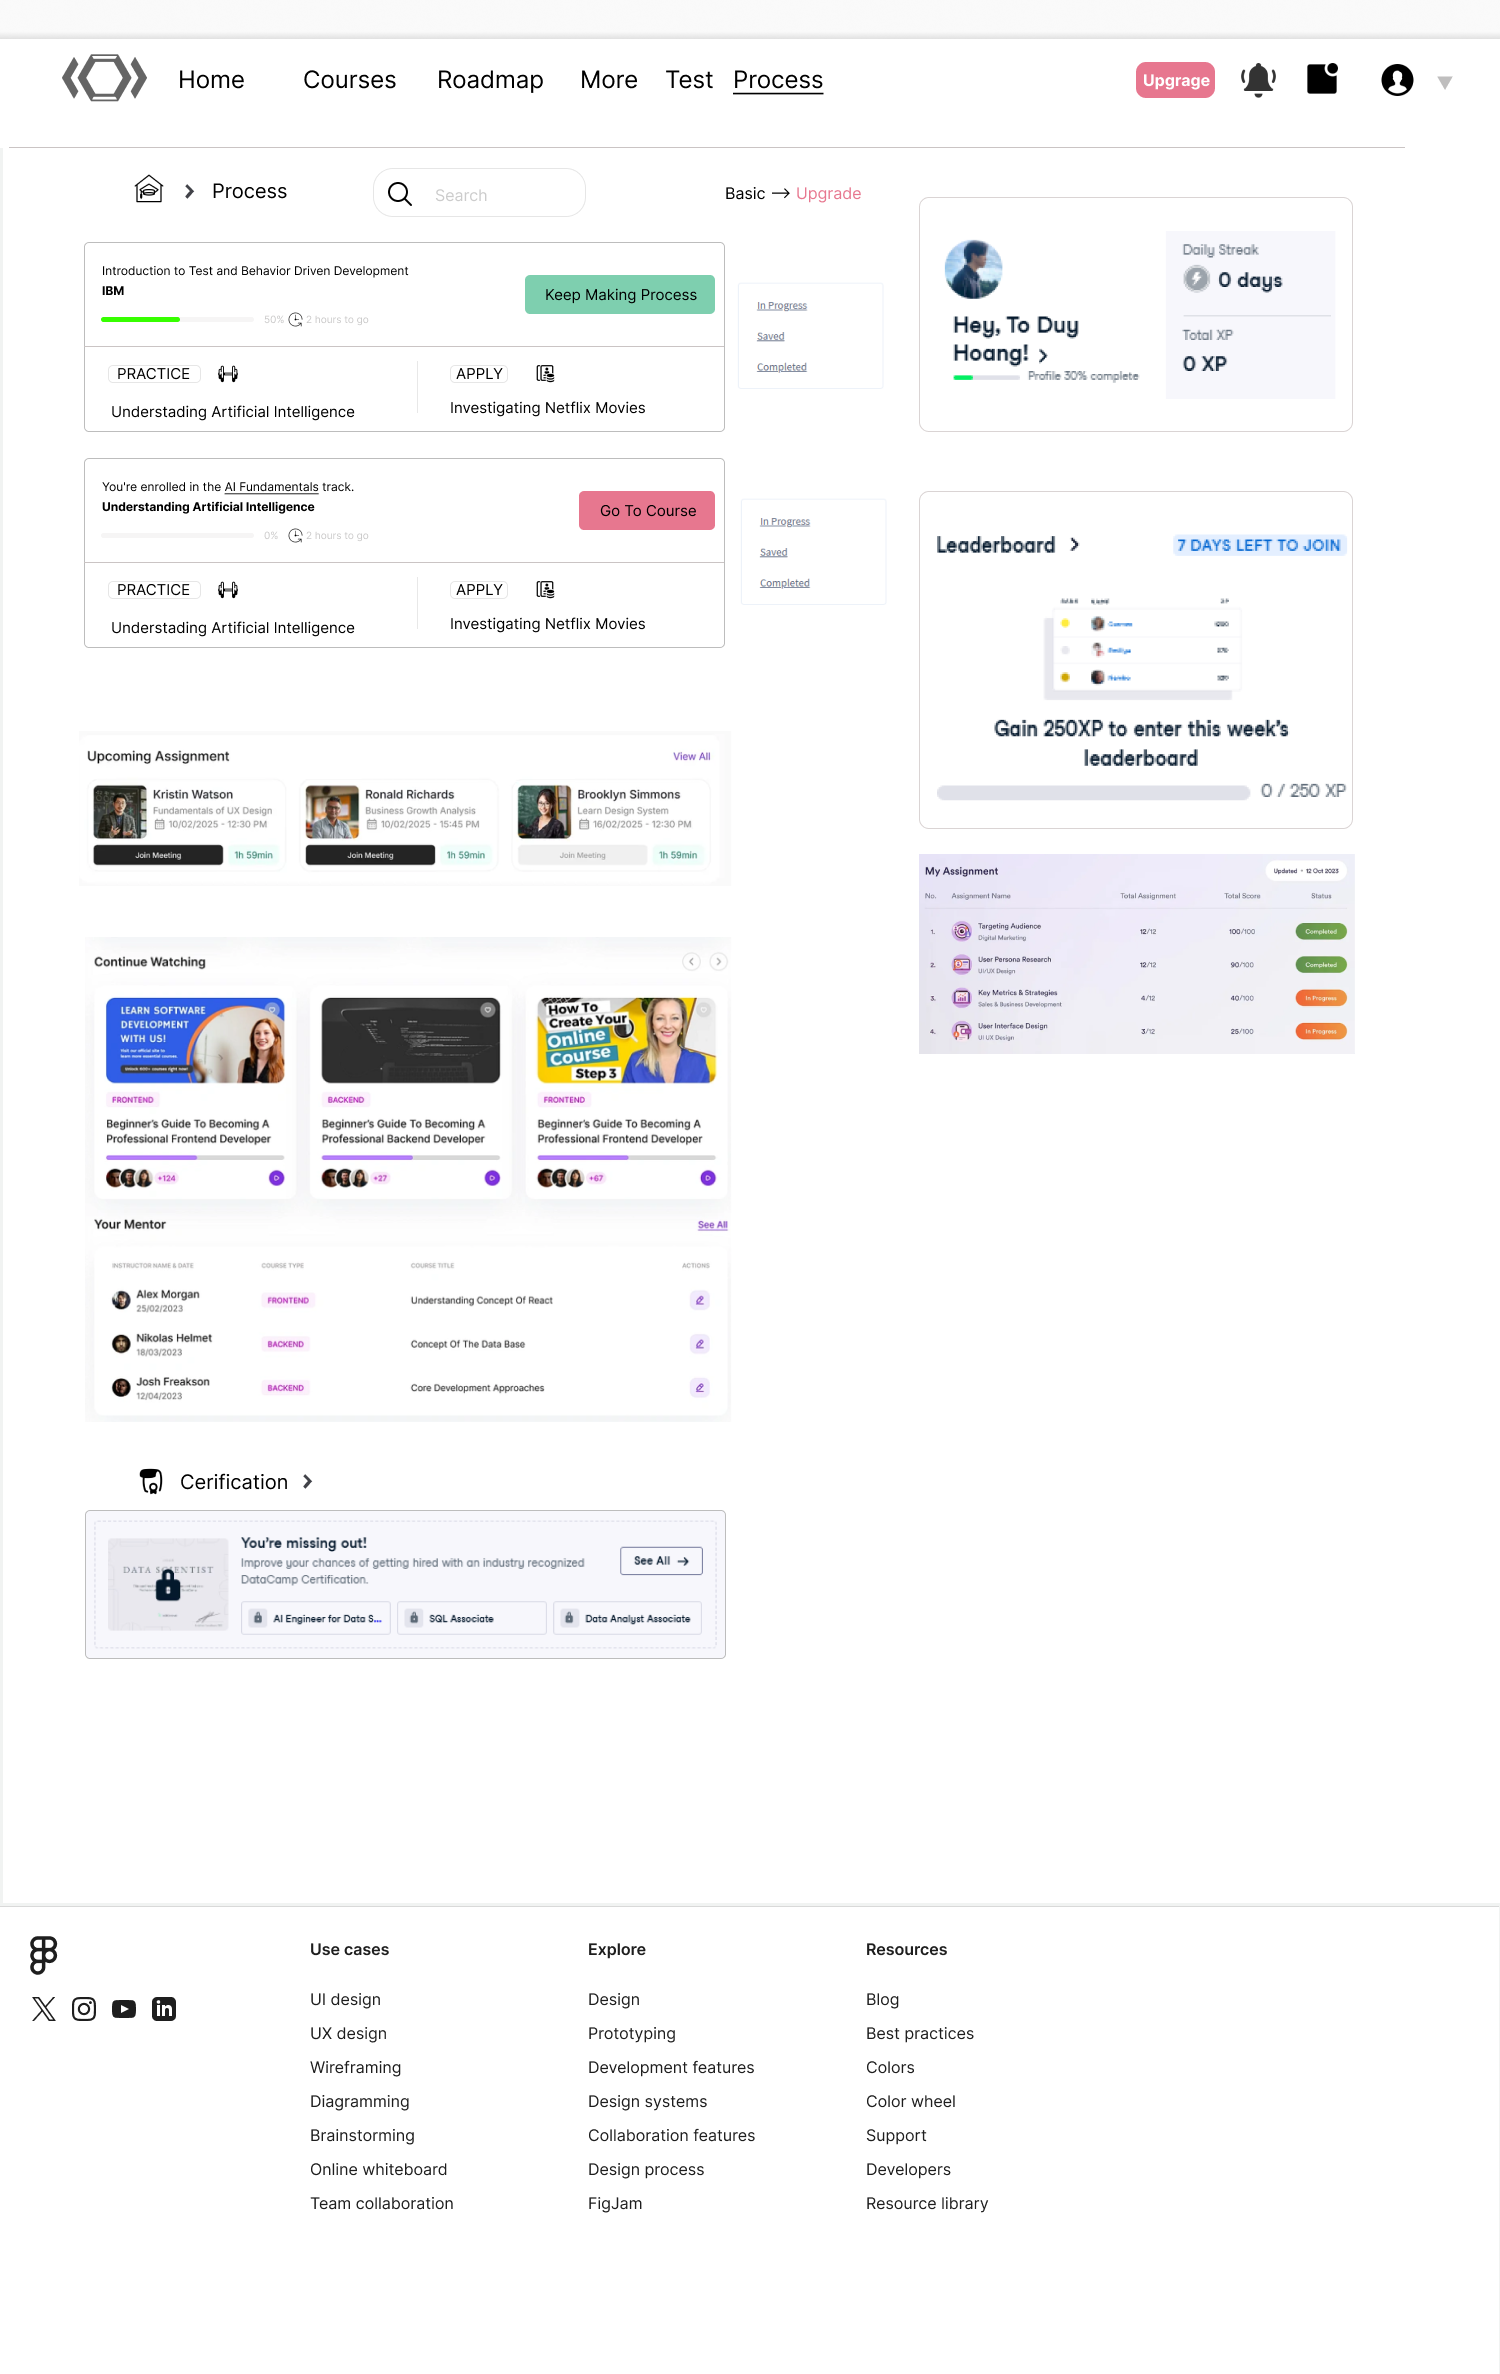 Home Courses Roadmap More Test Process
Upgrage
Process
Search
Basic → Upgrade
Introduction to Test and Behavior Driven Development
IBM
50% 2 hours to go
Keep Making Process
PRACTICE
Understading Artificial Intelligence
APPLY
Investigating Netflix Movies
In Progress
Saved
Completed
You're enrolled in the AI Fundamentals track.
Understanding Artificial Intelligence
0% 2 hours to go
Go To Course
PRACTICE
Understading Artificial Intelligence
APPLY
Investigating Netflix Movies
In Progress
Saved
Completed
Hey, To Duy
Hoang!
Profile 30% complete
Daily Streak
0 days
Total XP
0 XP
Leaderboard
7 DAYS LEFT TO JOIN
NAME XP
Gain 250XP to enter this week's
leaderboard
0 / 250 XP
Upcoming Assignment View All
Kristin Watson
Fundamentals of UX Design
10/02/2025 - 12:30 PM
Join Meeting 1h 59min
Ronald Richards
Business Growth Analysis
10/02/2025 - 15:45 PM
Join Meeting 1h 59min
Brooklyn Simmons
Learn Design System
16/02/2025 - 12:30 PM
Join Meeting 1h 59min
My Assignment Updated • 12 Oct 2023
No. Assignment Name Total Assignment Total Score Status
1. Targeting Audience 12/12 100/100 Completed
Digital Marketing
2. User Persona Research 12/12 90/100 Completed
UI/UX Design
3. Key Metrics & Strategies 4/12 40/100 In Progress
Sales & Business Development
4. User Interface Design 3/12 25/100 In Progress
UI UX Design
Continue Watching
LEARN SOFTWARE
DEVELOPMENT
WITH US!
Visit our official site to
learn more essential courses.
Unlock 600+ courses right now!
FRONTEND
Beginner's Guide To Becoming A
Professional Frontend Developer
+124
BACKEND
Beginner's Guide To Becoming A
Professional Backend Developer
+27
How To
Create Your
Online
Course
Step 3
FRONTEND
Beginner's Guide To Becoming A
Professional Frontend Developer
+67
Your Mentor See All
INSTRUCTOR NAME & DATE COURSE TYPE COURSE TITLE ACTIONS
Alex Morgan FRONTEND Understanding Concept Of React
25/02/2023
Nikolas Helmet BACKEND Concept Of The Data Base
18/03/2023
Josh Freakson BACKEND Core Development Approaches
12/04/2023
Cerification
DATA SCIENTIST
You're missing out!
Improve your chances of getting hired with an industry recognized
DataCamp Certification.
See All →
AI Engineer for Data S...
SQL Associate
Data Analyst Associate
Use cases
UI design
UX design
Wireframing
Diagramming
Brainstorming
Online whiteboard
Team collaboration
Explore
Design
Prototyping
Development features
Design systems
Collaboration features
Design process
FigJam
Resources
Blog
Best practices
Colors
Color wheel
Support
Developers
Resource library